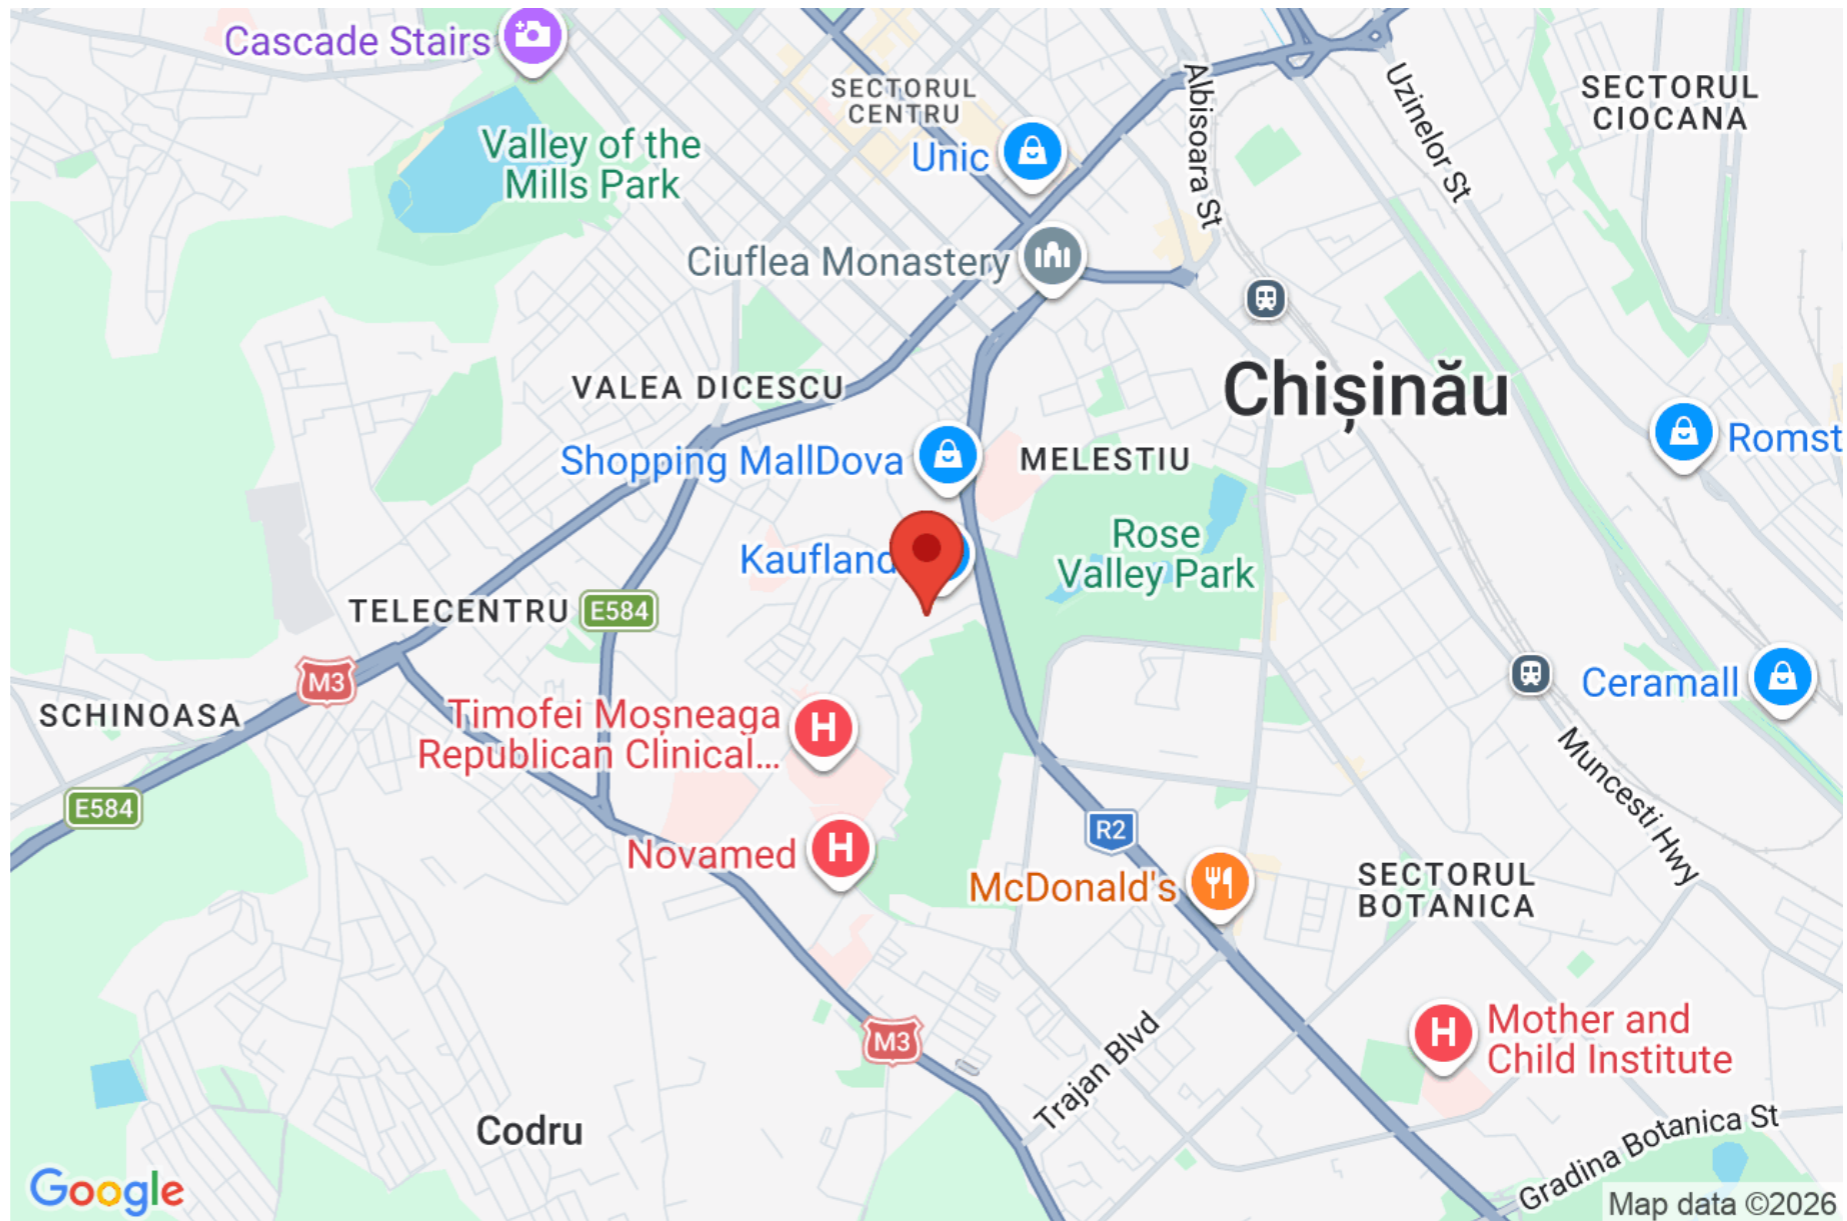 Cascade Stairs
SECTORUL
CENTRU
Unic
Albisoara St
Uzinelor St
SECTORUL
CIOCANA
Valley of the
Mills Park
Ciuflea Monastery
VALEA DICESCU
Chișinău
Shopping MallDova
MELESTIU
Romst
Kaufland
Rose
Valley Park
TELECENTRU
E584
M3
SCHINOASA
Timofei Moșneaga
Republican Clinical...
H
Ceramall
E584
Muncesti Hwy
R2
Novamed
H
McDonald's
SECTORUL
BOTANICA
M3
Trajan Blvd
H
Mother and
Child Institute
Codru
Gradina Botanica St
Google
Map data ©2026